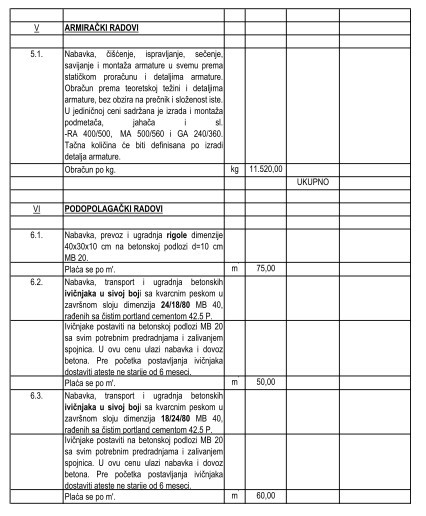 V ARMIRAČKI RADOVI
5.1. Nabavka, čišćenje, ispravljanje, sečenje,
savijanje i montaža armature u svemu prema
statičkom proračunu i detaljima armature.
Obračun prema teoretskoj težini i detaljima
armature, bez obzira na prečnik i složenost iste.
U jediničnoj ceni sadržana je izrada i montaža
podmetača, jahača i sl.
-RA 400/500, MA 500/560 i GA 240/360.
Tačna količina će biti definisana po izradi
detalja armature.
Obračun po kg. kg 11.520,00
UKUPNO
VI PODOPOLAGAČKI RADOVI
6.1. Nabavka, prevoz i ugradnja rigole dimenzije
40x30x10 cm na betonskoj podlozi d=10 cm
MB 20.
Plaća se po m'. m' 75,00
6.2. Nabavka, transport i ugradnja betonskih
ivičnjaka u sivoj boji sa kvarcnim peskom u
završnom sloju dimenzija 24/18/80 MB 40,
rađenih sa čistim portland cementom 42.5 P.
Ivičnjake postaviti na betonskoj podlozi MB 20
sa svim potrebnim predradnjama i zalivanjem
spojnica. U ovu cenu ulazi nabavka i dovoz
betona. Pre početka postavljanja ivičnjaka
dostaviti ateste ne starije od 6 meseci.
Plaća se po m'. m' 50,00
6.3. Nabavka, transport i ugradnja betonskih
ivičnjaka u sivoj boji sa kvarcnim peskom u
završnom sloju dimenzija 18/24/80 MB 40,
rađenih sa čistim portland cementom 42.5 P.
Ivičnjake postaviti na betonskoj podlozi MB 20
sa svim potrebnim predradnjama i zalivanjem
spojnica. U ovu cenu ulazi nabavka i dovoz
betona. Pre početka postavljanja ivičnjaka
dostaviti ateste ne starije od 6 meseci.
Plaća se po m'. m 60,00